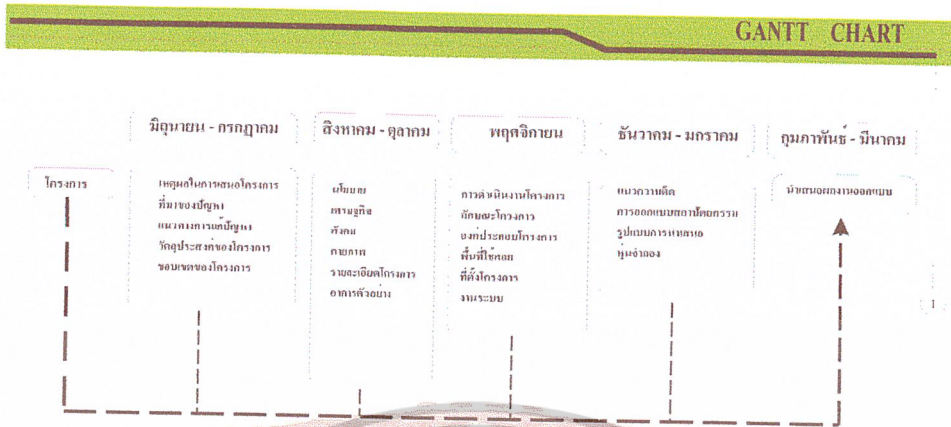 GANTT CHART
มิถุนายน - กรกฎาคม
สิงหาคม - ตุลาคม
พฤศจิกายน
ธันวาคม - มกราคม
กุมภาพันธ์ - มีนาคม
โครงการ
เหตุผลในการเสนอโครงการ
ที่มาของปัญหา
แนวทางการแก้ปัญหา
วัตถุประสงค์ของโครงการ
ขอบเขตของโครงการ
นโยบาย
เศรษฐกิจ
สังคม
กายภาพ
รายละเอียดโครงการ
อาคารตัวอย่าง
การดำเนินงานโครงการ
ลักษณะโครงการ
องค์ประกอบโครงการ
พื้นที่ใช้สอย
ที่ตั้งโครงการ
งานระบบ
แนวความคิด
การออกแบบสถาปัตยกรรม
รูปแบบการนำเสนอ
หุ่นจำลอง
นำเสนอผลงานออกแบบ
1